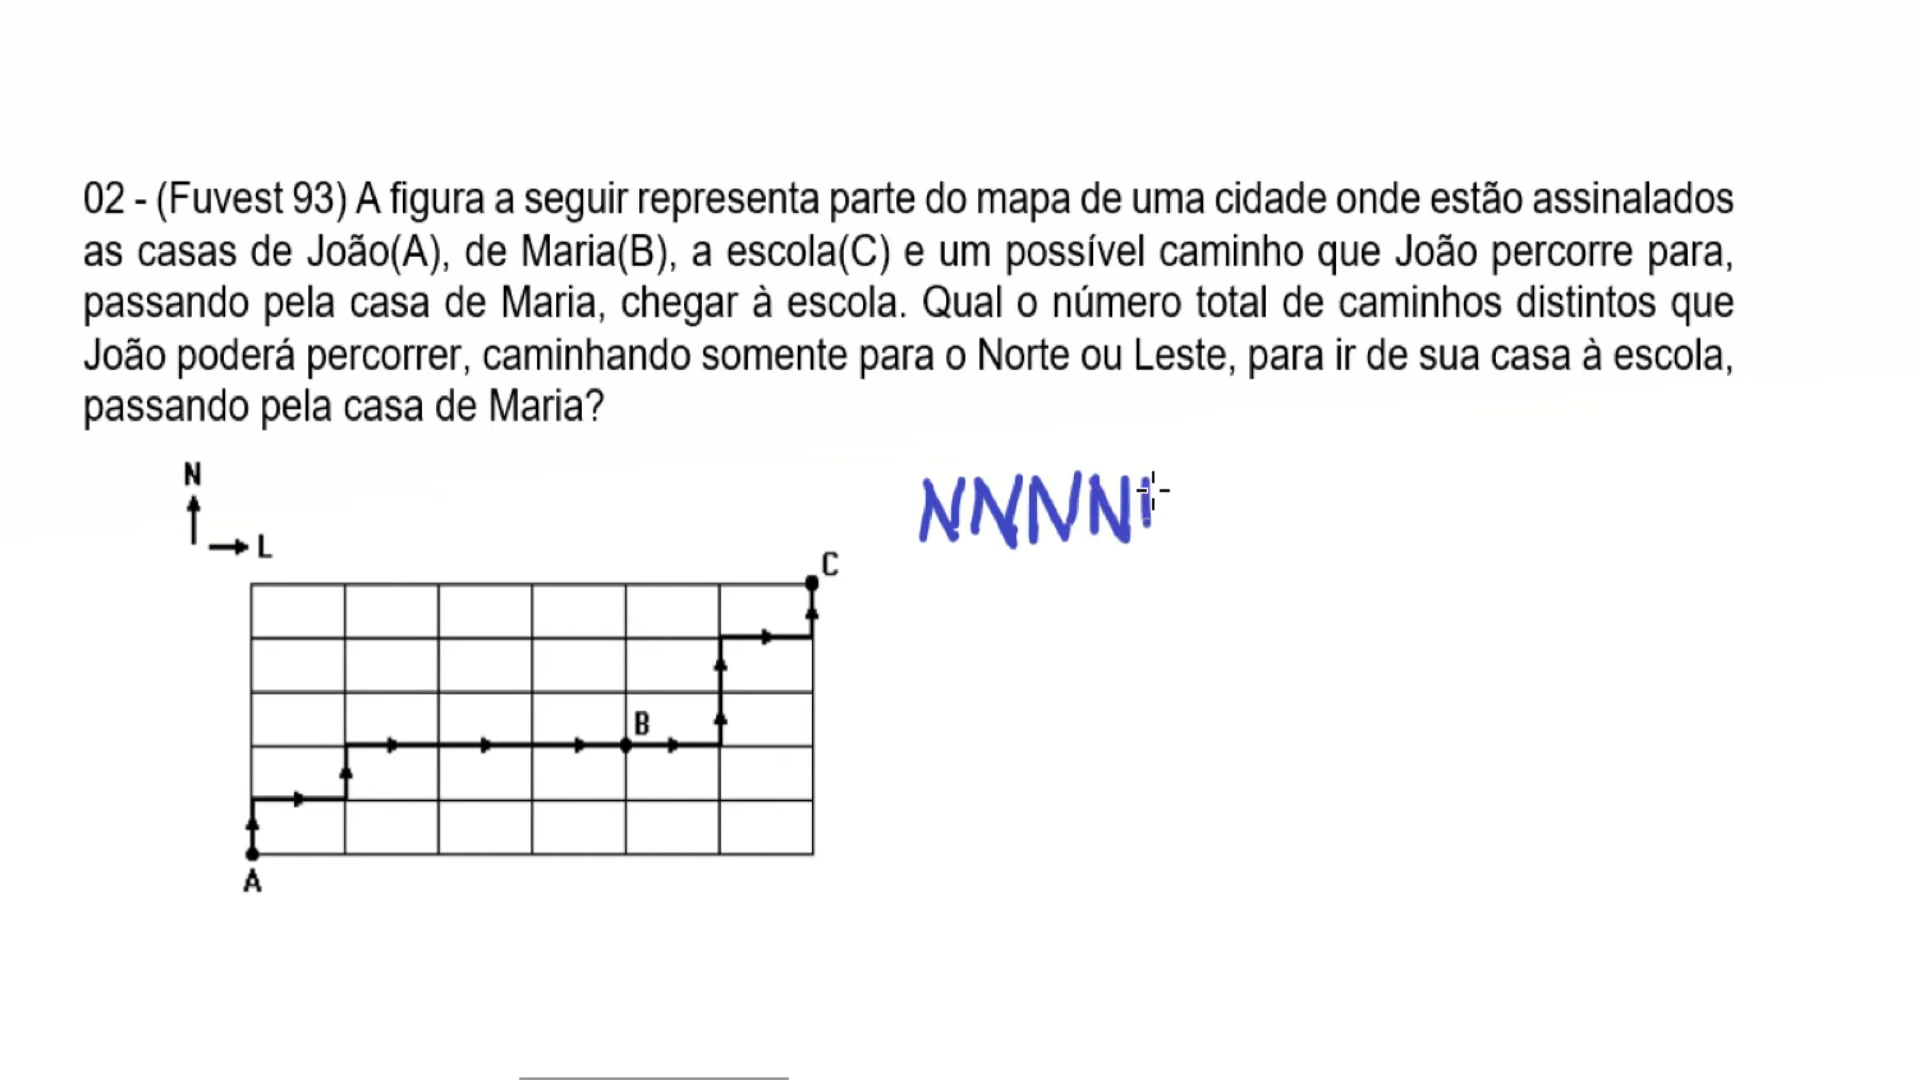 02 - (Fuvest 93) A figura a seguir representa parte do mapa de uma cidade onde estão assinalados
as casas de João(A), de Maria(B), a escola(C) e um possível caminho que João percorre para,
passando pela casa de Maria, chegar à escola. Qual o número total de caminhos distintos que
João poderá percorrer, caminhando somente para o Norte ou Leste, para ir de sua casa à escola,
passando pela casa de Maria?
N
NNNN
L
C
B
A